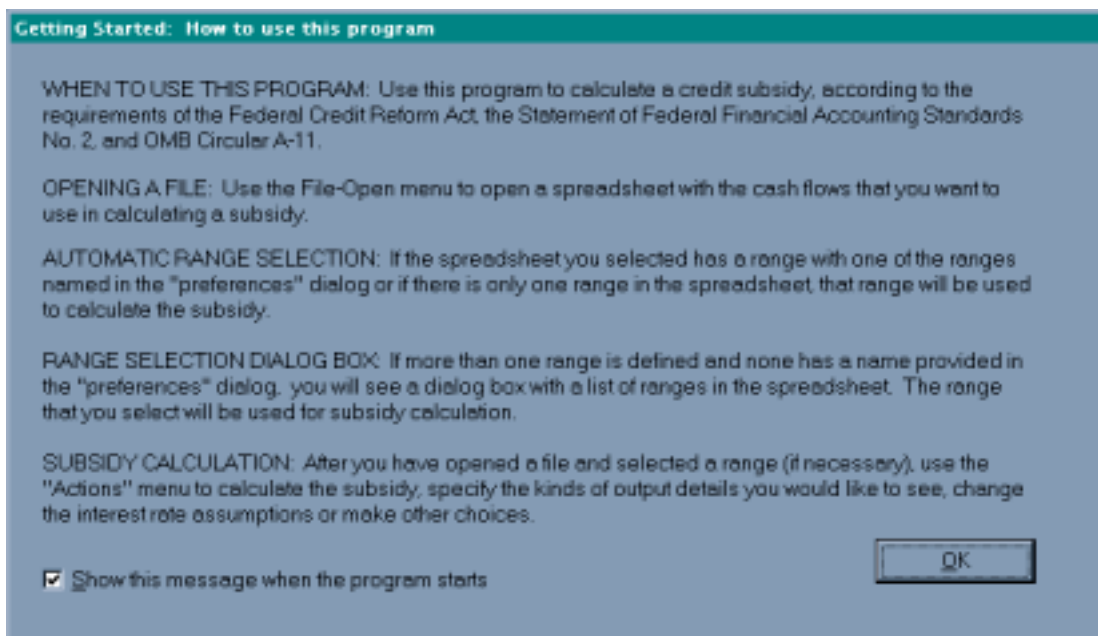 Getting Started: How to use this program
WHEN TO USE THIS PROGRAM: Use this program to calculate a credit subsidy, according to the
requirements of the Federal Credit Reform Act, the Statement of Federal Financial Accounting Standards
No. 2, and OMB Circular A-11.
OPENING A FILE: Use the File-Open menu to open a spreadsheet with the cash flows that you want to
use in calculating a subsidy.
AUTOMATIC RANGE SELECTION: If the spreadsheet you selected has a range with one of the ranges
named in the "preferences" dialog or if there is only one range in the spreadsheet, that range will be used
to calculate the subsidy.
RANGE SELECTION DIALOG BOX: If more than one range is defined and none has a name provided in
the "preferences" dialog, you will see a dialog box with a list of ranges in the spreadsheet. The range
that you select will be used for subsidy calculation.
SUBSIDY CALCULATION: After you have opened a file and selected a range (if necessary), use the
"Actions" menu to calculate the subsidy, specify the kinds of output details you would like to see, change
the interest rate assumptions or make other choices.
OK
Show this message when the program starts